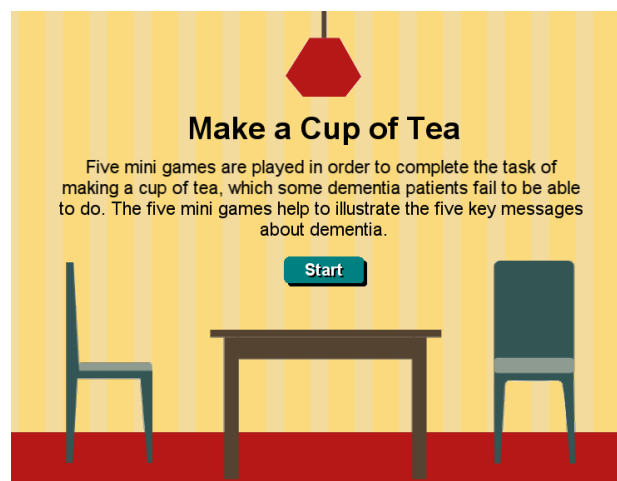 Make a Cup of Tea
Five mini games are played in order to complete the task of
making a cup of tea, which some dementia patients fail to be able
to do. The five mini games help to illustrate the five key messages
about dementia.
Start